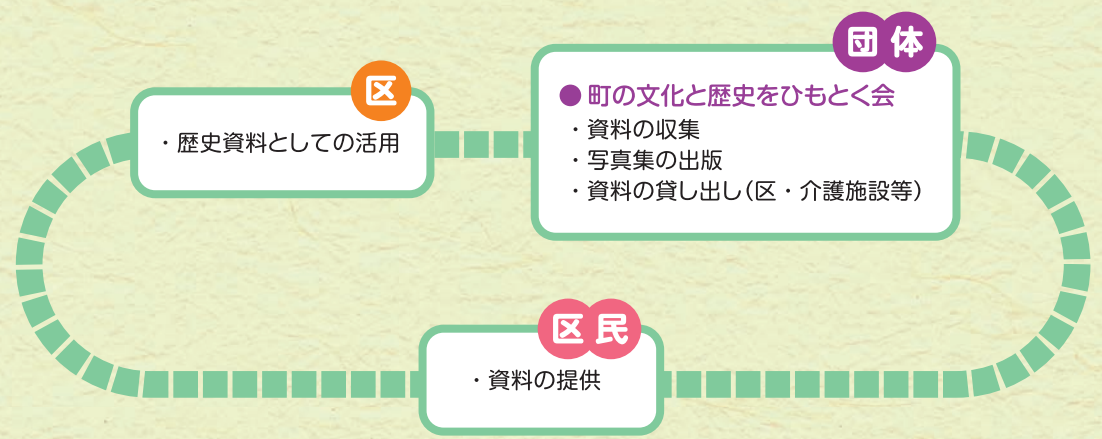 区
・歴史資料としての活用
団体
●町の文化と歴史をひもとく会
・資料の収集
・写真集の出版
・資料の貸し出し（区・介護施設等）
区民
・資料の提供